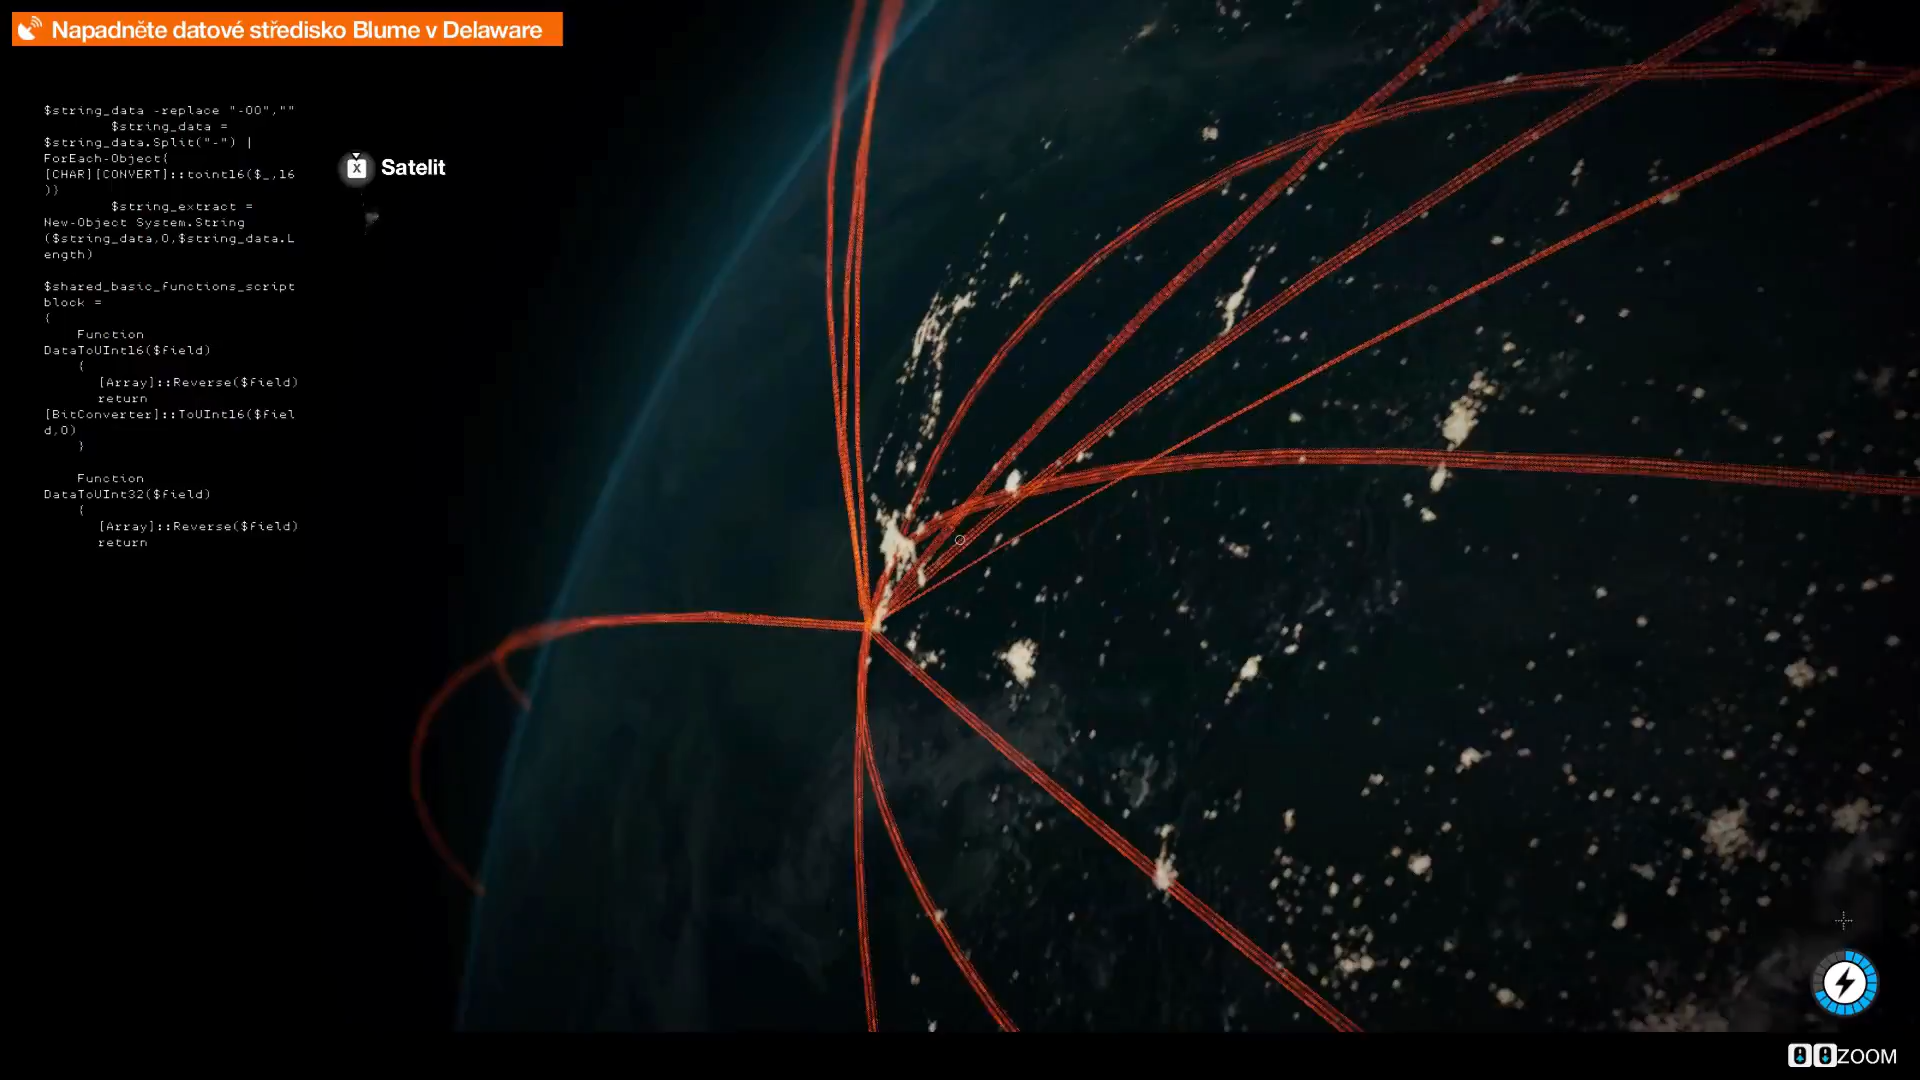 Napadněte datové středisko Blume v Delaware
$string_data -replace "-00",""
$string_data =
$string_data.Split("-") |
ForEach-Object{
[CHAR][CONVERT]::toint16($_,16
)}
$string_extract =
New-Object System.String
($string_data,0,$string_data.L
ength)
$shared_basic_functions_script
block =
{
Function
DataToUInt16($field)
{
[Array]::Reverse($field)
return
[BitConverter]::ToUInt16($fiel
d,0)
}
Function
DataToUInt32($field)
{
[Array]::Reverse($field)
return
X Satelit
ZOOM